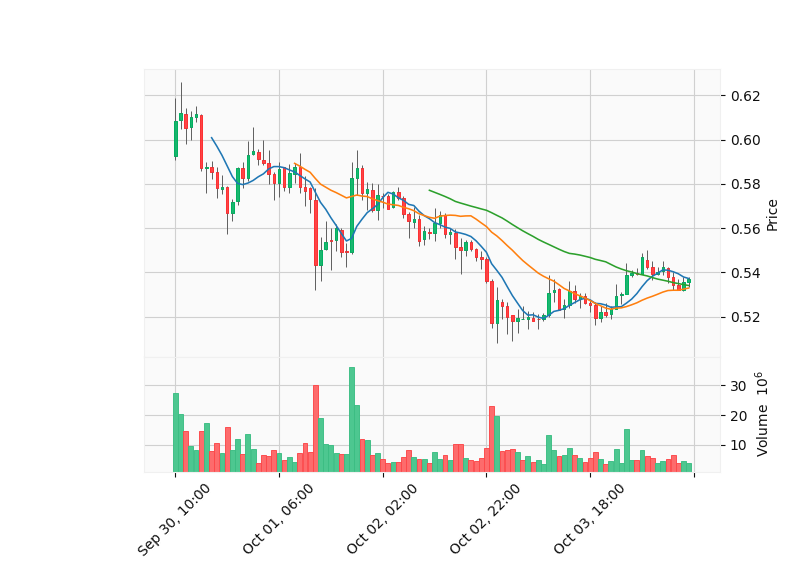 0.62
0.60
0.58
0.56
0.54
0.52
Price
30
20
10
Volume 10^6
Sep 30, 10:00
Oct 01, 06:00
Oct 02, 02:00
Oct 02, 22:00
Oct 03, 18:00